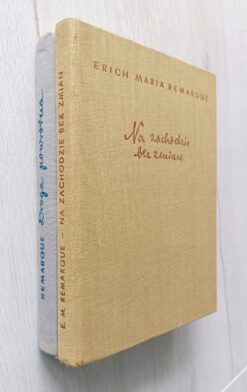 ERICH MARIA REMARQUE
Na zachodzie
bez zmian
E. M. REMARQUE – NA ZACHODZIE BEZ ZMIAN
REMARQUE Droga powrotna